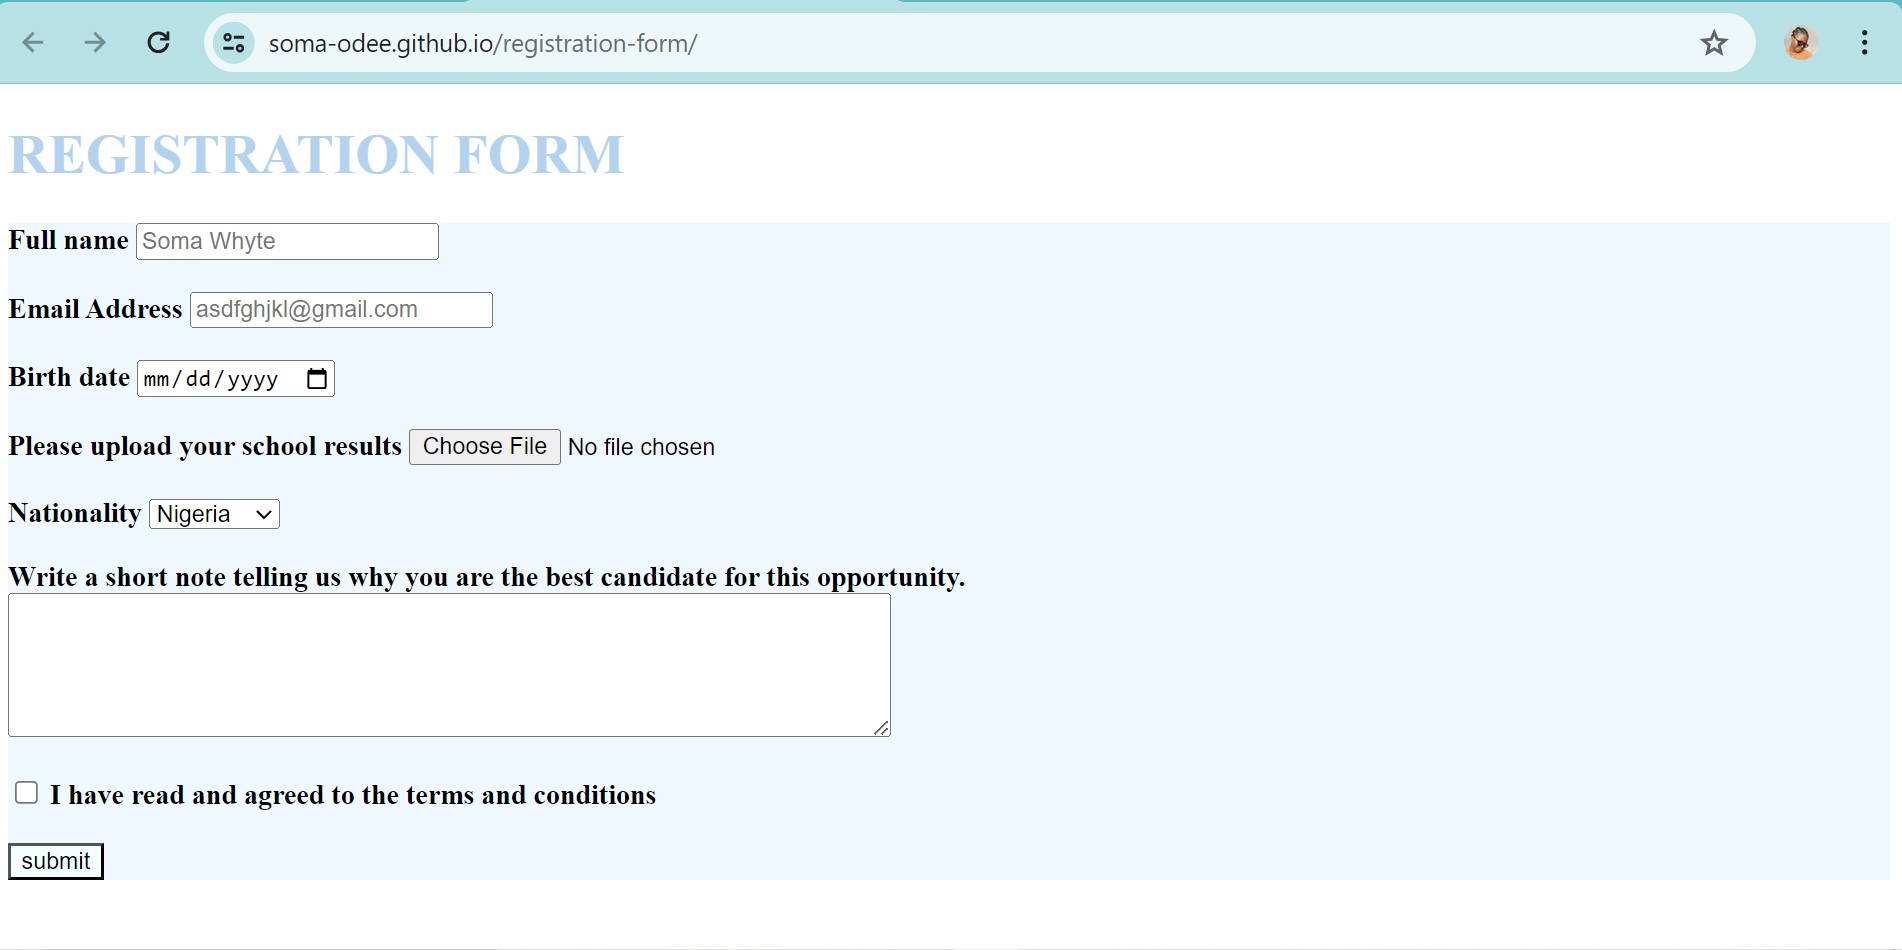 soma-odee.github.io/registration-form/
REGISTRATION FORM
Full name Soma Whyte
Email Address asdfghjkl@gmail.com
Birth date mm/dd/yyyy
Please upload your school results Choose File No file chosen
Nationality Nigeria
Write a short note telling us why you are the best candidate for this opportunity.
I have read and agreed to the terms and conditions
submit